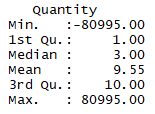 Quantity
Min.   :-80995.00
1st Qu.:     1.00
Median :     3.00
Mean   :     9.55
3rd Qu.:    10.00
Max.   : 80995.00